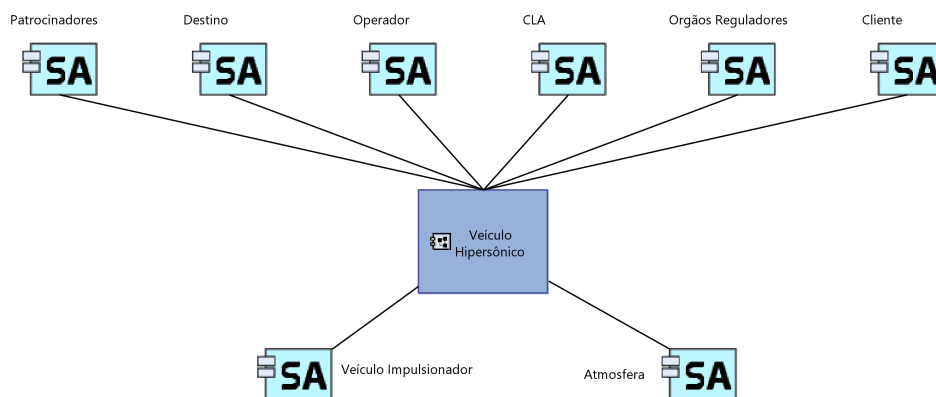 Patrocinadores
Destino
Operador
CLA
Orgãos Reguladores
Cliente
SA
SA
SA
SA
SA
SA
Veículo
Hipersônico
SA
Veículo Impulsionador
Atmosfera
SA